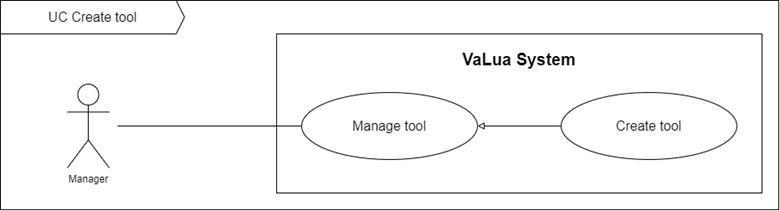 UC Create tool
VaLua System
Manage tool
Create tool
Manager